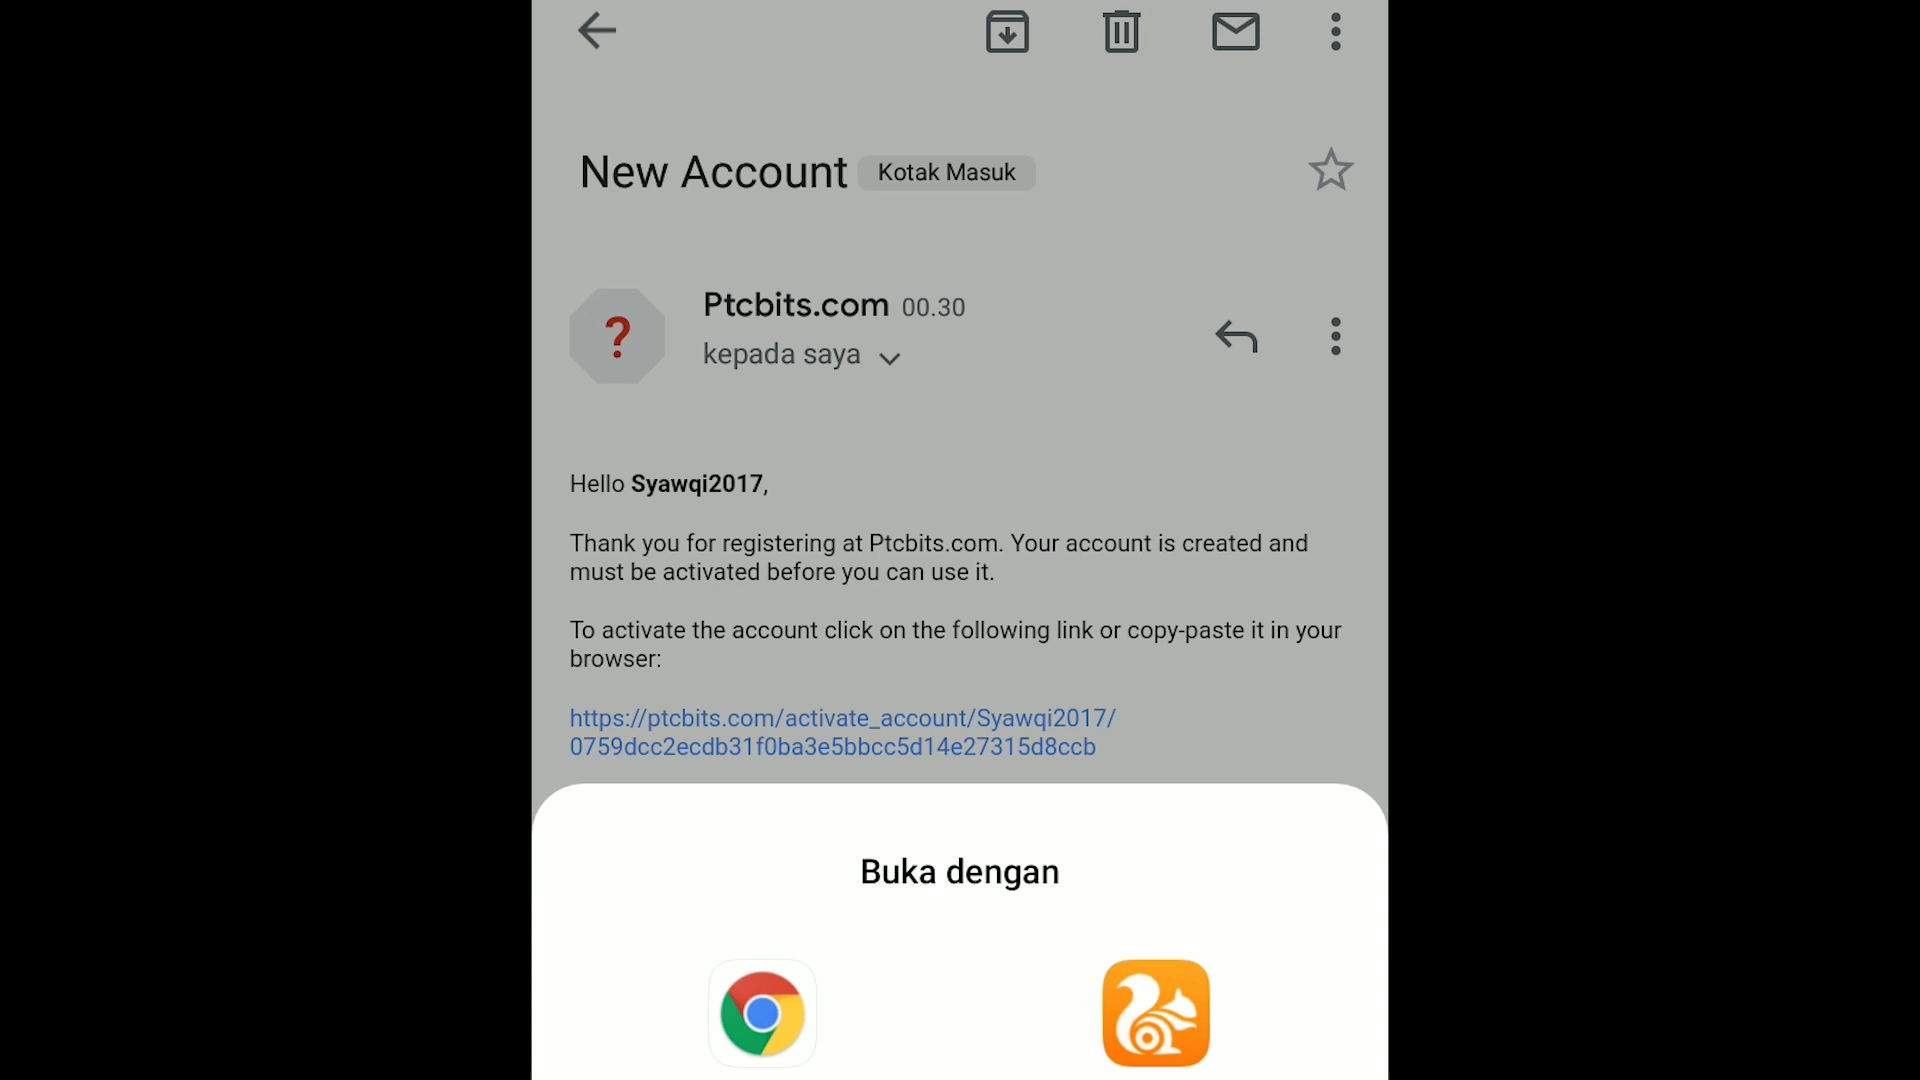 New Account Kotak Masuk
?
Ptcbits.com 00.30
kepada saya
Hello Syawqi2017,
Thank you for registering at Ptcbits.com. Your account is created and
must be activated before you can use it.
To activate the account click on the following link or copy-paste it in your
browser:
https://ptcbits.com/activate_account/Syawqi2017/
0759dcc2ecdb31f0ba3e5bbcc5d14e27315d8ccb
Buka dengan